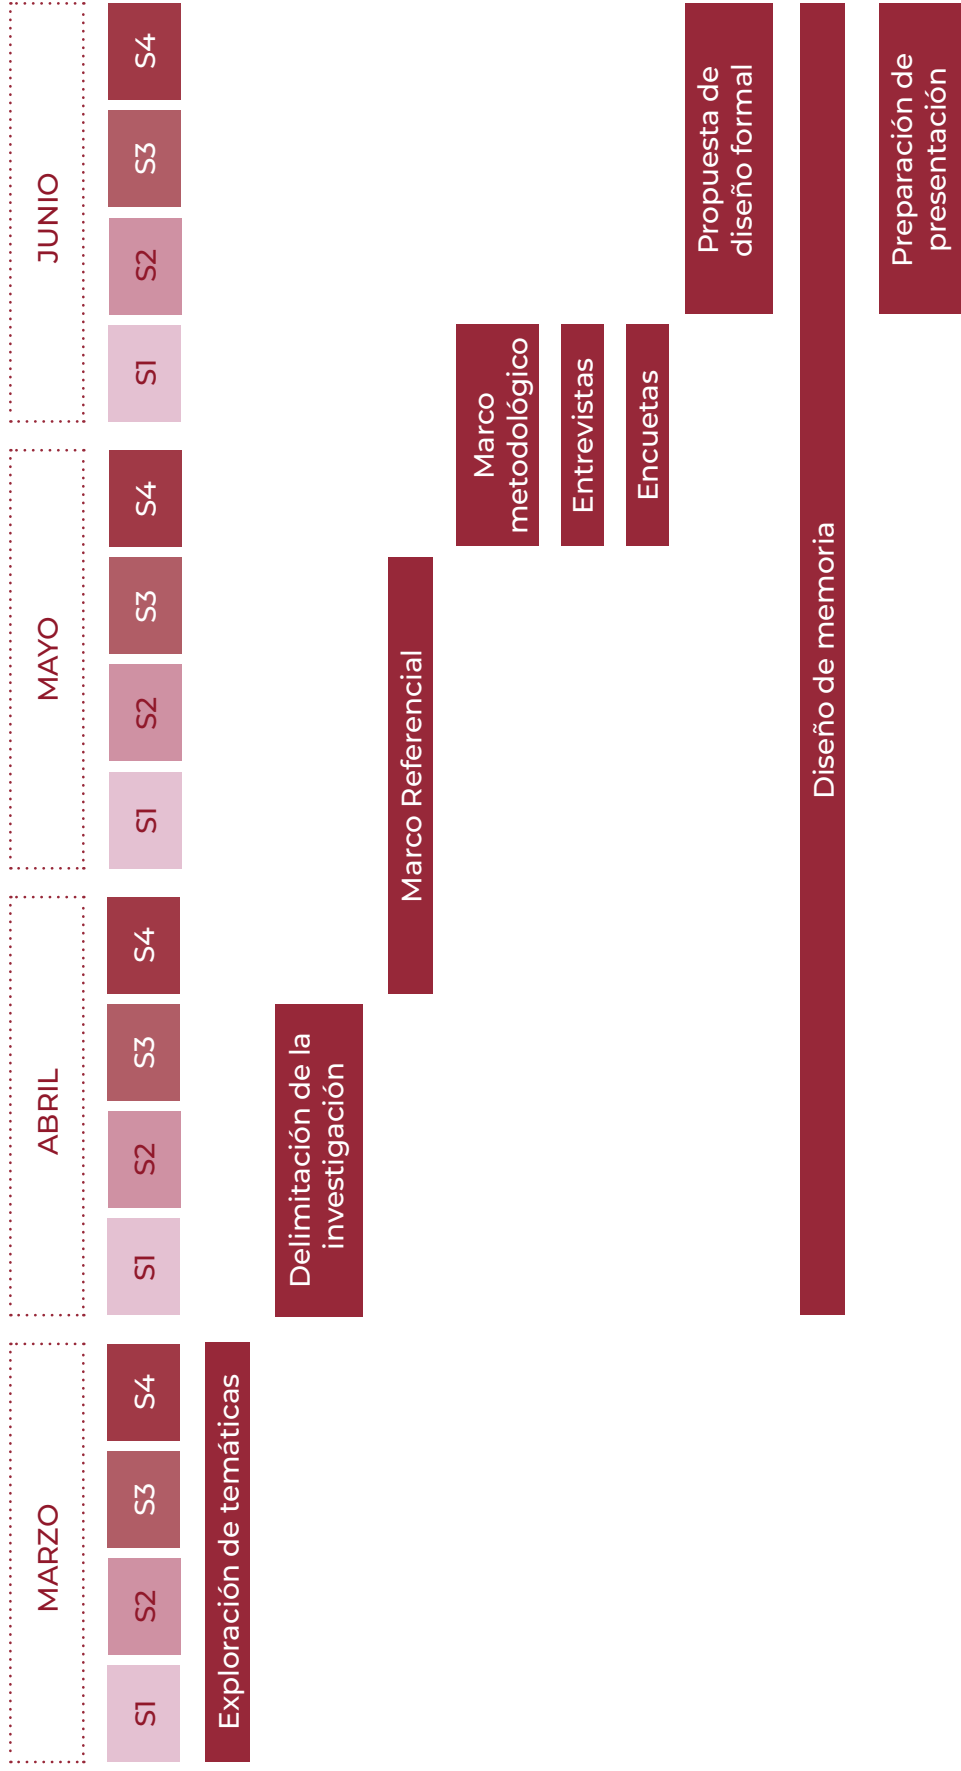 MARZO
ABRIL
MAYO
JUNIO
S1
S2
S3
S4
S1
S2
S3
S4
S1
S2
S3
S4
S1
S2
S3
S4
Exploración de temáticas
Delimitación de la
investigación
Marco Referencial
Marco
metodológico
Entrevistas
Encuetas
Propuesta de
diseño formal
Diseño de memoria
Preparación de
presentación